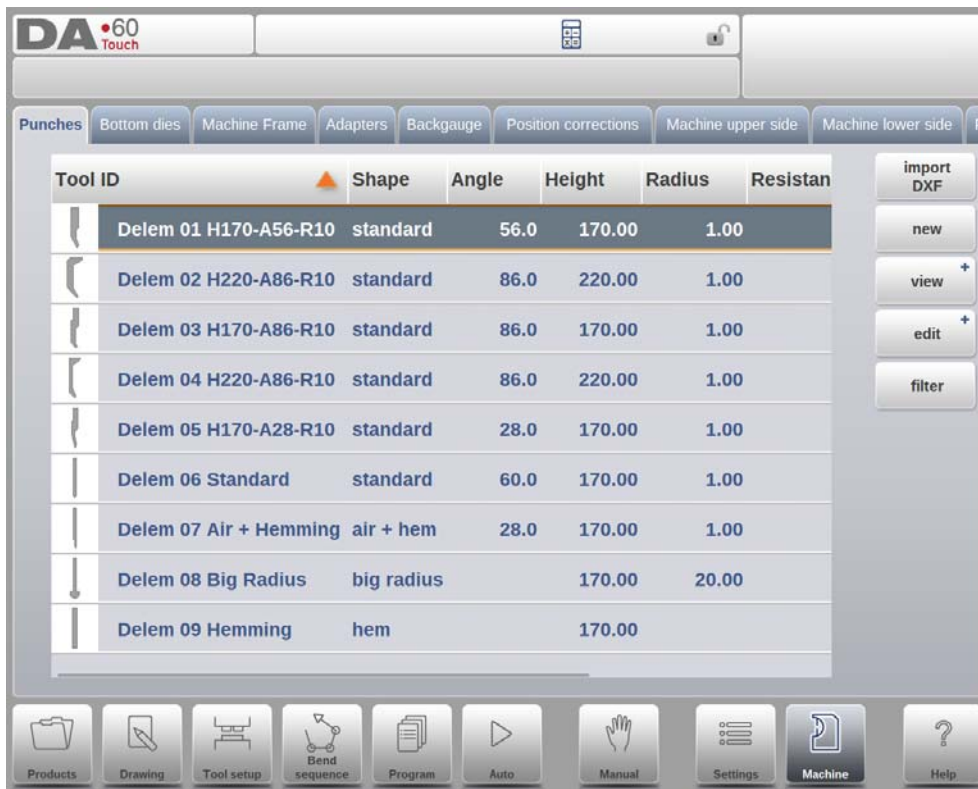 DA•60
Touch
Punches Bottom dies Machine Frame Adapters Backgauge Position corrections Machine upper side Machine lower side
Tool ID Shape Angle Height Radius Resistan
Delem 01 H170-A56-R10 standard 56.0 170.00 1.00
Delem 02 H220-A86-R10 standard 86.0 220.00 1.00
Delem 03 H170-A86-R10 standard 86.0 170.00 1.00
Delem 04 H220-A86-R10 standard 86.0 220.00 1.00
Delem 05 H170-A28-R10 standard 28.0 170.00 1.00
Delem 06 Standard standard 60.0 170.00 1.00
Delem 07 Air + Hemming air + hem 28.0 170.00 1.00
Delem 08 Big Radius big radius 170.00 20.00
Delem 09 Hemming hem 170.00
import
DXF
new
view +
edit +
filter
Products Drawing Tool setup Bend
sequence Program Auto Manual Settings Machine Help